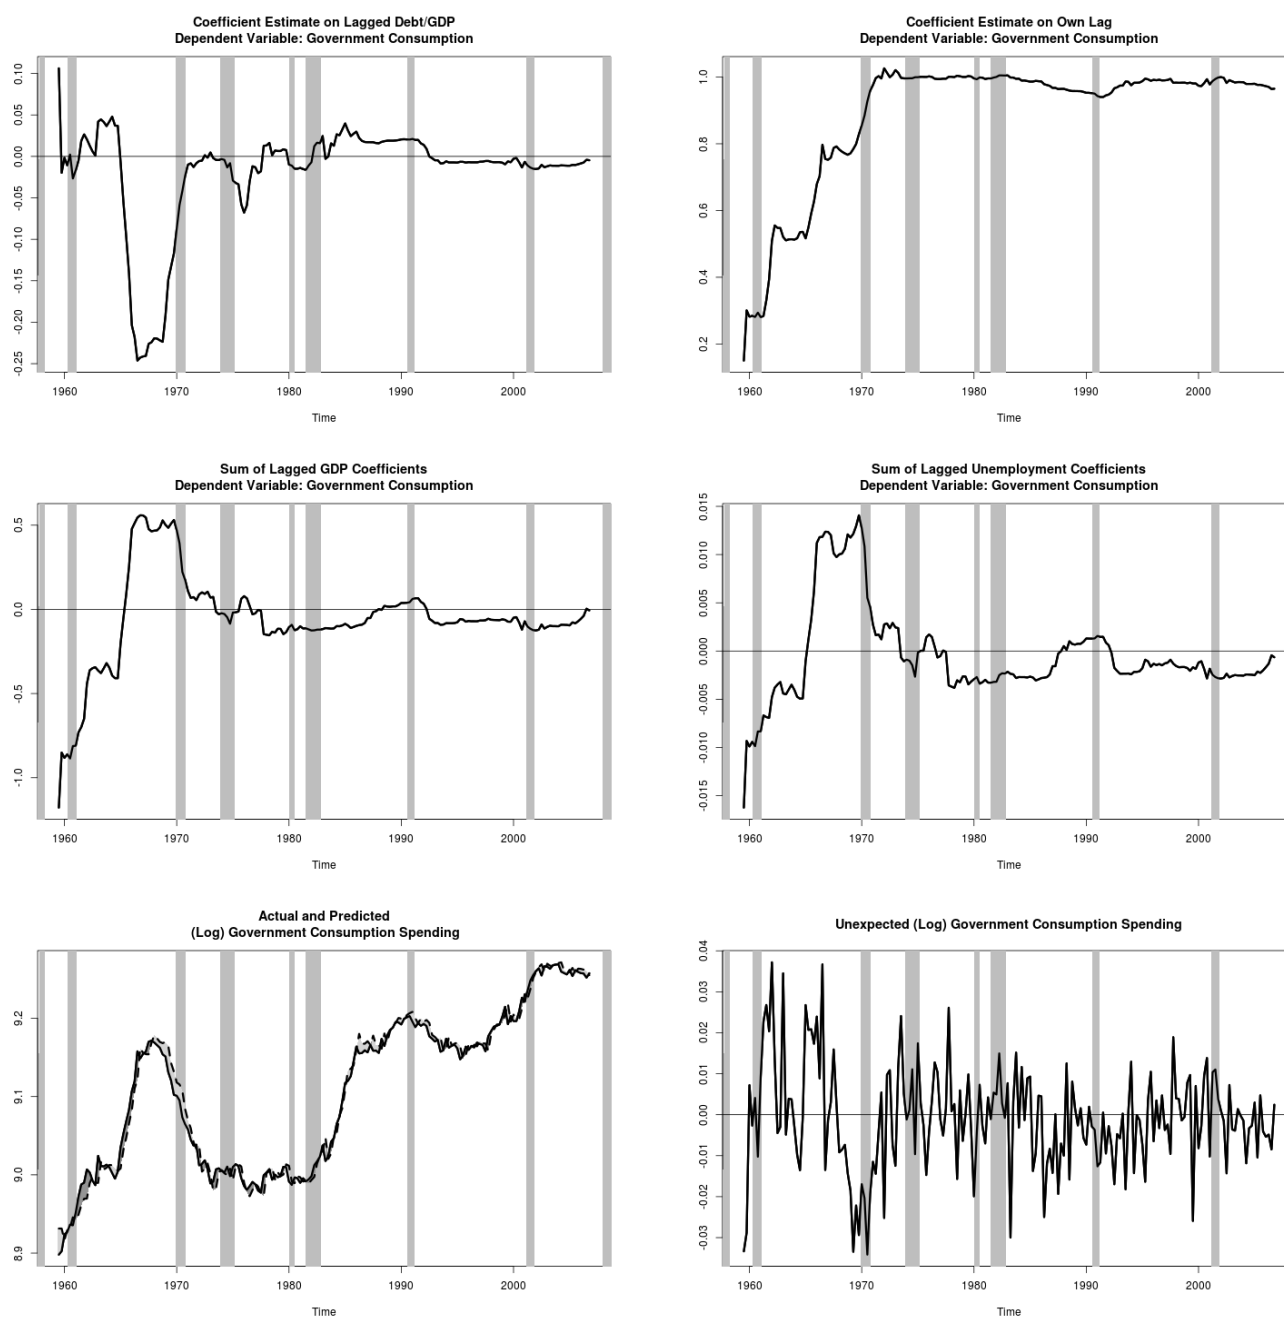 Coefficient Estimate on Lagged Debt/GDP
Dependent Variable: Government Consumption
0.10
0.05
0.00
-0.05
-0.10
-0.15
-0.20
-0.25
1960 1970 1980 1990 2000
Time
Coefficient Estimate on Own Lag
Dependent Variable: Government Consumption
1.0
0.8
0.6
0.4
0.2
1960 1970 1980 1990 2000
Time
Sum of Lagged GDP Coefficients
Dependent Variable: Government Consumption
0.5
0.0
-0.5
-1.0
1960 1970 1980 1990 2000
Time
Sum of Lagged Unemployment Coefficients
Dependent Variable: Government Consumption
0.015
0.010
0.005
0.000
-0.005
-0.010
-0.015
1960 1970 1980 1990 2000
Time
Actual and Predicted
(Log) Government Consumption Spending
9.2
9.1
9.0
8.9
1960 1970 1980 1990 2000
Time
Unexpected (Log) Government Consumption Spending
0.04
0.03
0.02
0.01
0.00
-0.01
-0.02
-0.03
1960 1970 1980 1990 2000
Time